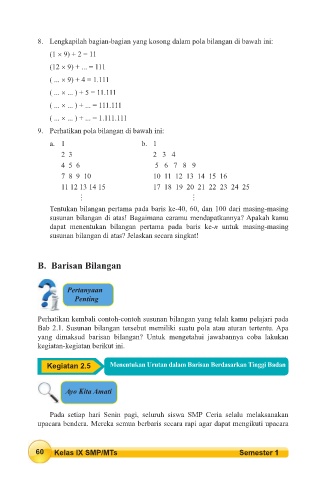 8. Lengkapilah bagian-bagian yang kosong dalam pola bilangan di bawah ini:
(1 × 9) + 2 = 11
(12 × 9) + ... = 111
( ... × 9) + 4 = 1.111
( ... × ... ) + 5 = 11.111
( ... × ... ) + ... = 111.111
( ... × ... ) + ... = 1.111.111
9. Perhatikan pola bilangan di bawah ini:
a. 1 b. 1
2 3 2 3 4
4 5 6 5 6 7 8 9
7 8 9 10 10 11 12 13 14 15 16
11 12 13 14 15 17 18 19 20 21 22 23 24 25
⋮ ⋮
Tentukan bilangan pertama pada baris ke-40, 60, dan 100 dari masing-masing
susunan bilangan di atas! Bagaimana caramu mendapatkannya? Apakah kamu
dapat menentukan bilangan pertama pada baris ke-n untuk masing-masing
susunan bilangan di atas? Jelaskan secara singkat!
B. Barisan Bilangan
Pertanyaan
Penting
Perhatikan kembali contoh-contoh susunan bilangan yang telah kamu pelajari pada
Bab 2.1. Susunan bilangan tersebut memiliki suatu pola atau aturan tertentu. Apa
yang dimaksud barisan bilangan? Untuk mengetahui jawabannya coba lakukan
kegiatan-kegiatan berikut ini.
Kegiatan 2.5 Menentukan Urutan dalam Barisan Berdasarkan Tinggi Badan
Ayo Kita Amati
Pada setiap hari Senin pagi, seluruh siswa SMP Ceria selalu melaksanakan
upacara bendera. Mereka semua berbaris secara rapi agar dapat mengikuti upacara
60 Kelas IX SMP/MTs Semester 1